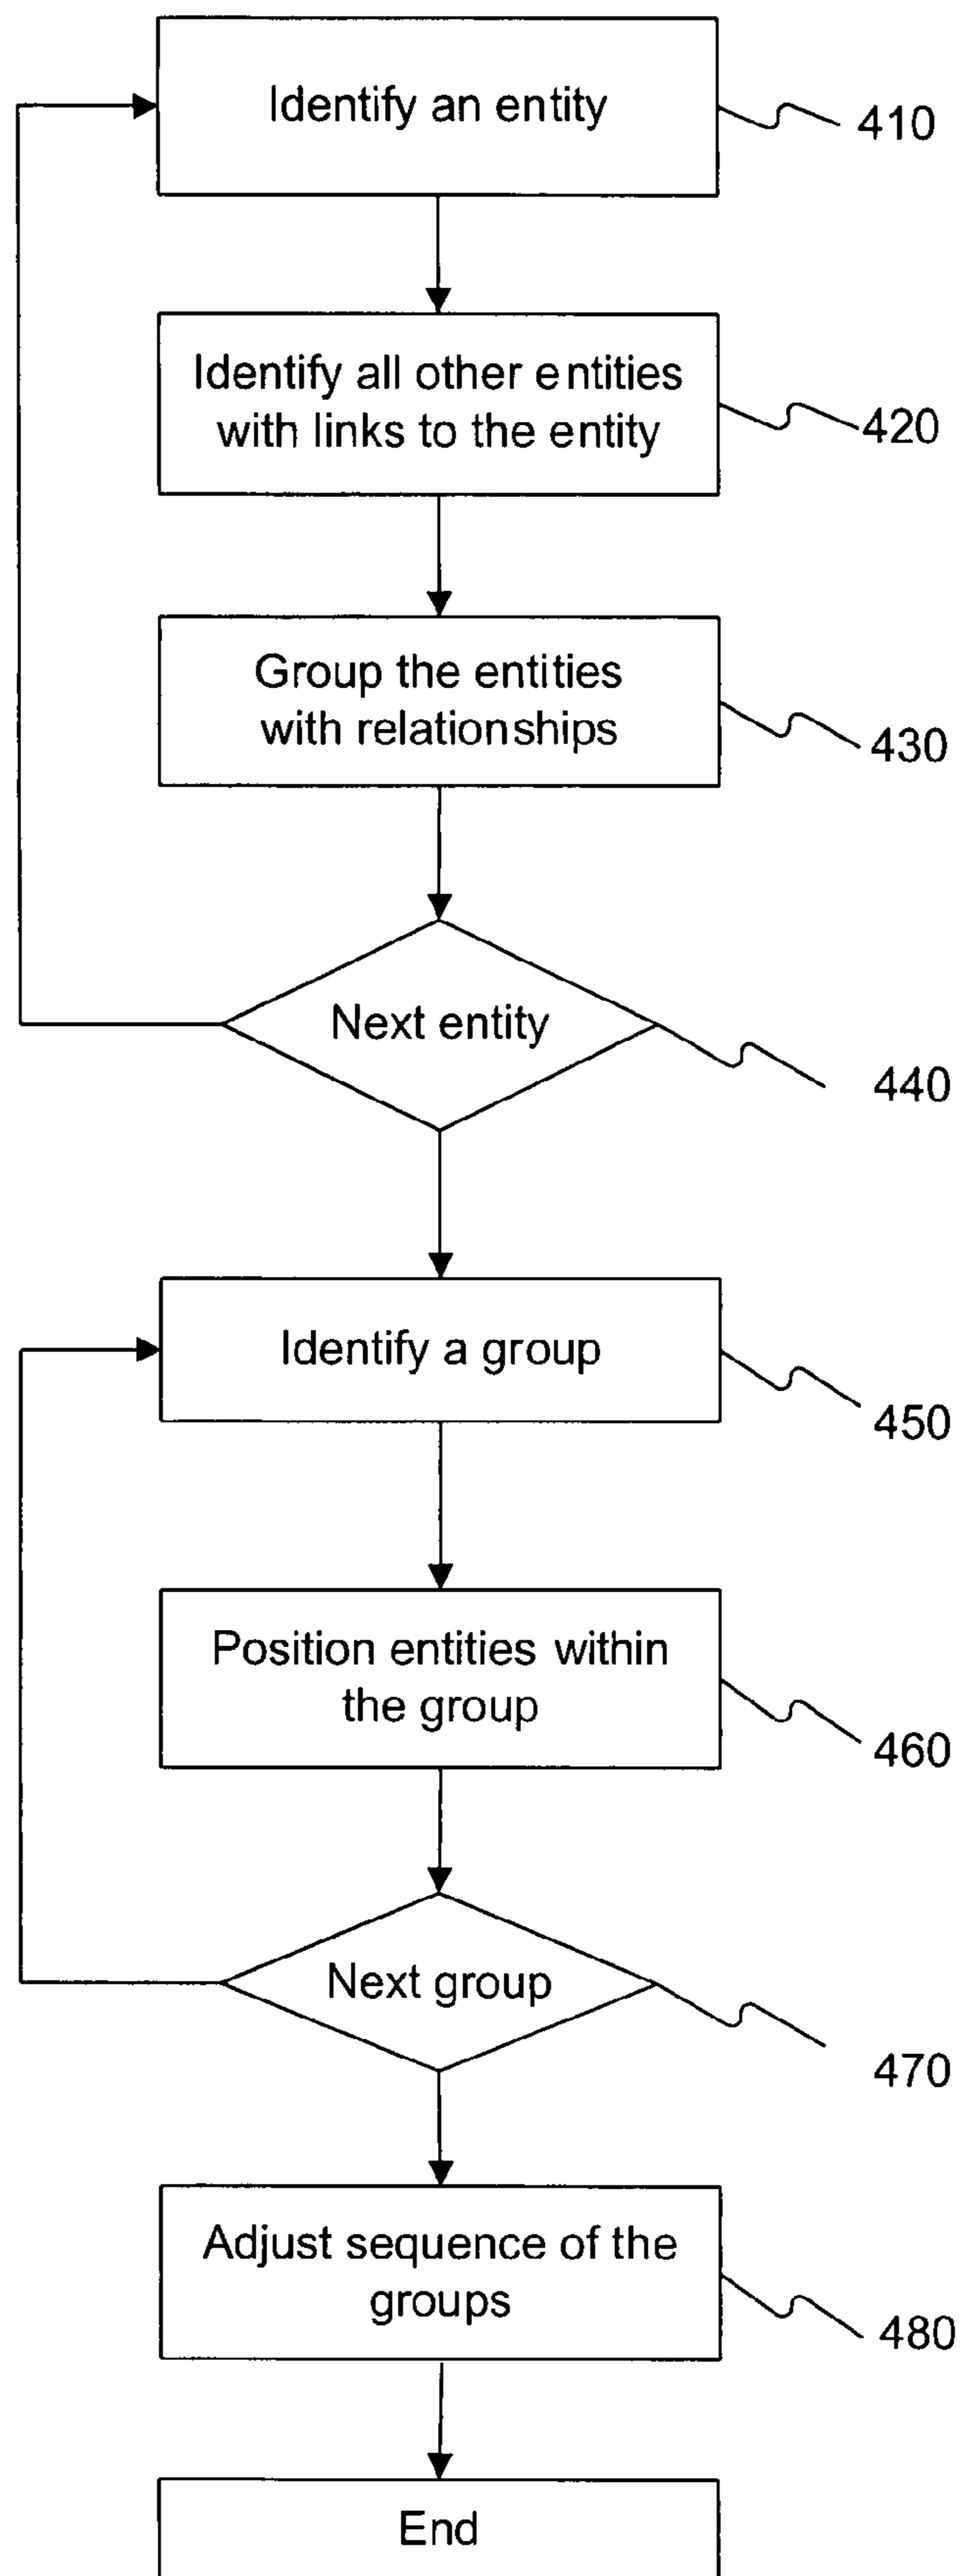 Identify an entity
410
Identify all other entities
with links to the entity
420
Group the entities
with relationships
430
Next entity
440
Identify a group
450
Position entities within
the group
460
Next group
470
Adjust sequence of the
groups
480
End